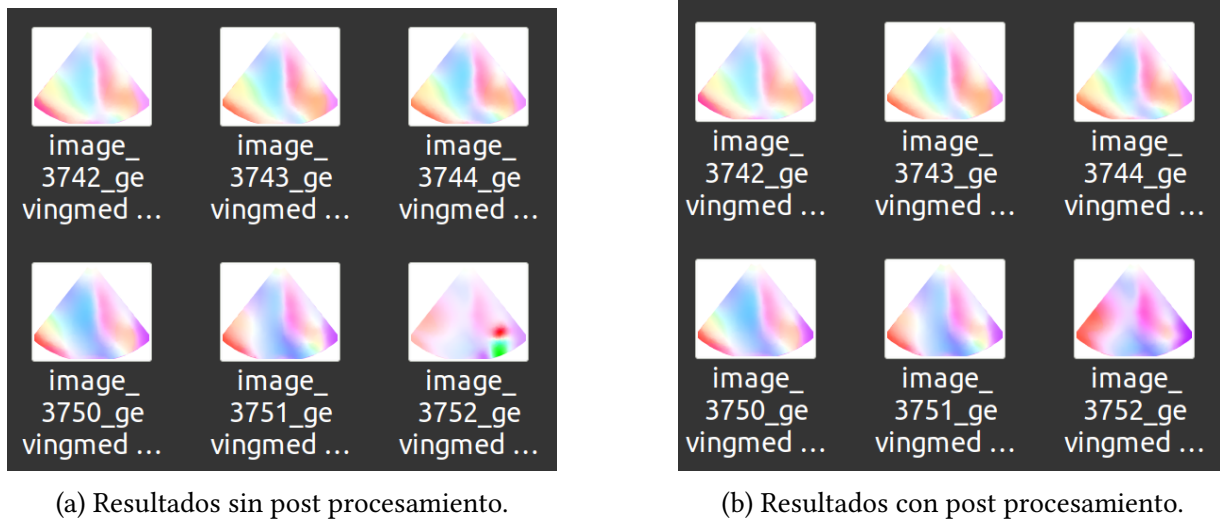 image_ image_ image_
3742_ge 3743_ge 3744_ge
vingmed ... vingmed ... vingmed ...
image_ image_ image_
3750_ge 3751_ge 3752_ge
vingmed ... vingmed ... vingmed ...
(a) Resultados sin post procesamiento.
image_ image_ image_
3742_ge 3743_ge 3744_ge
vingmed ... vingmed ... vingmed ...
image_ image_ image_
3750_ge 3751_ge 3752_ge
vingmed ... vingmed ... vingmed ...
(b) Resultados con post procesamiento.